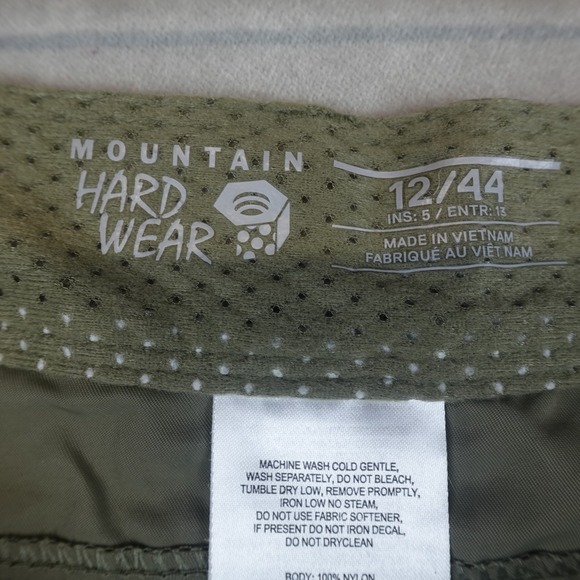 MOUNTAIN
HARD
WEAR
12/44
INS: 5 / ENTR: 13
MADE IN VIETNAM
FABRIQUÉ AU VIÊT NAM
MACHINE WASH COLD GENTLE,
WASH SEPARATELY, DO NOT BLEACH,
TUMBLE DRY LOW, REMOVE PROMPTLY,
IRON LOW NO STEAM,
DO NOT USE FABRIC SOFTENER,
IF PRESENT DO NOT IRON DECAL,
DO NOT DRYCLEAN
BODY: 100% NYLON